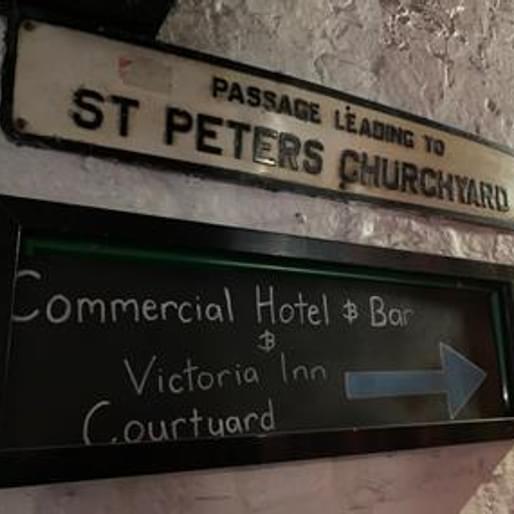 PASSAGE LEADING TO
ST PETERS CHURCHYARD
Commercial Hotel & Bar
&
Victoria Inn
Courtyard